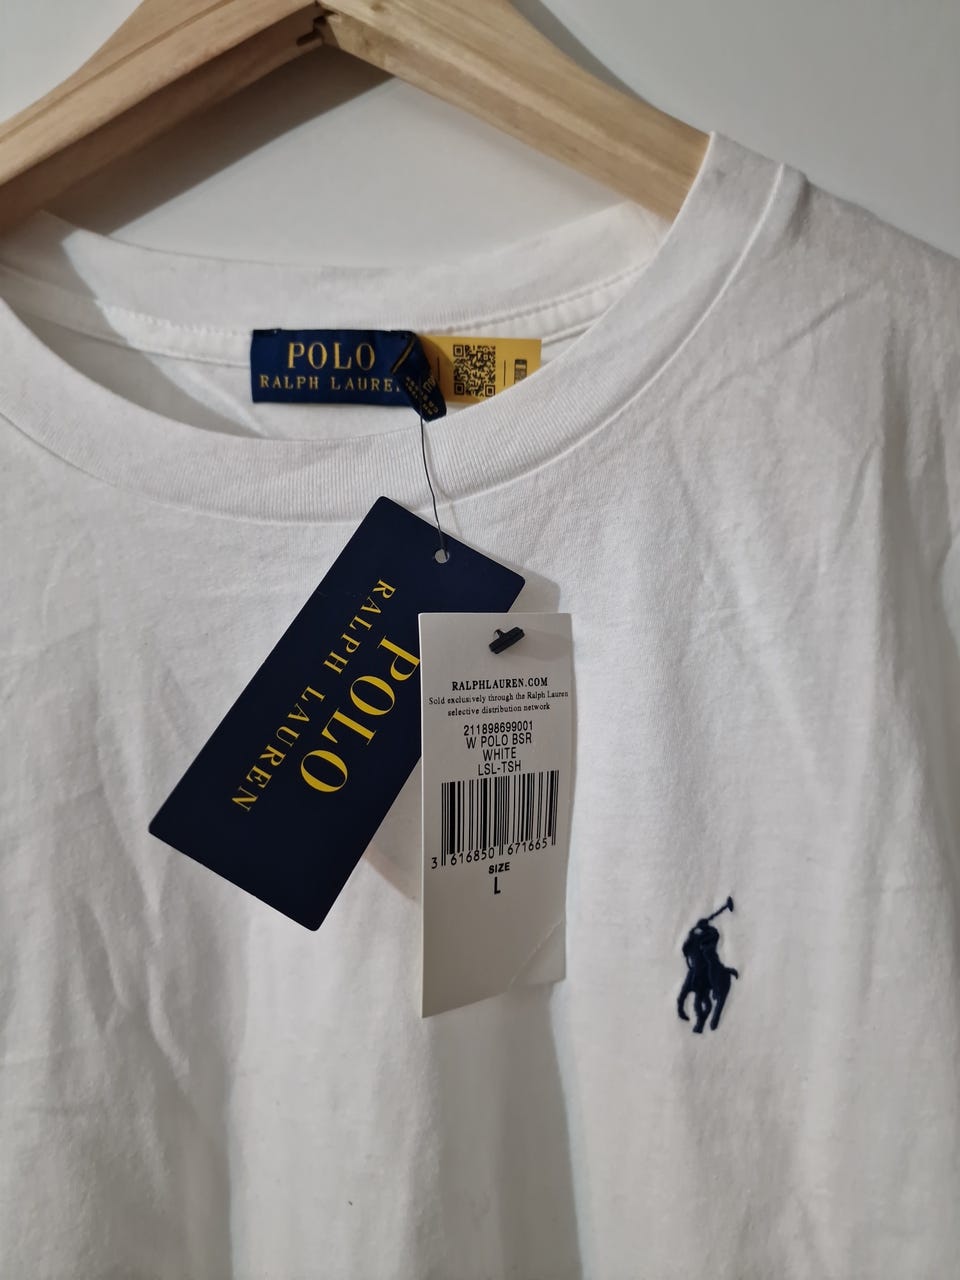 POLO
RALPH LAUREN
POLO
RALPH LAUREN
RALPHLAUREN.COM
Sold exclusively through the Ralph Lauren
selective distribution network
211898699001
W POLO BSR
WHITE
LSL-TSH
3 616850 671665
SIZE
L